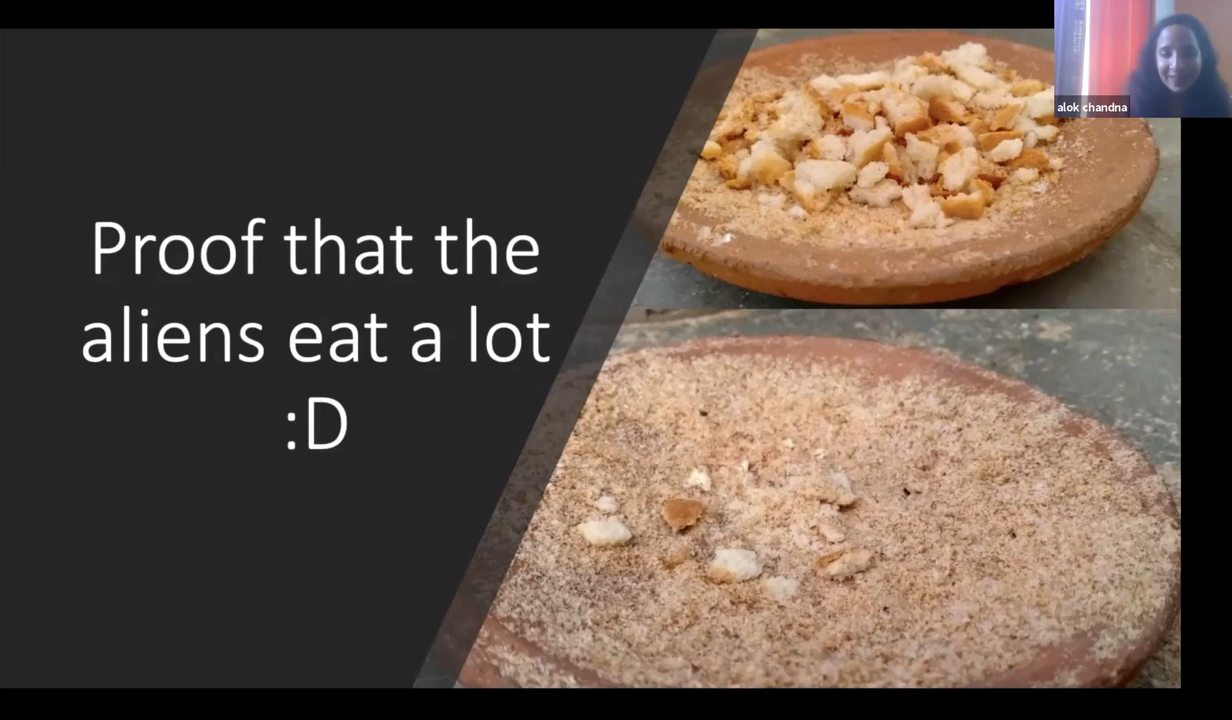 Proof that the
aliens eat a lot
:D
alok chandna